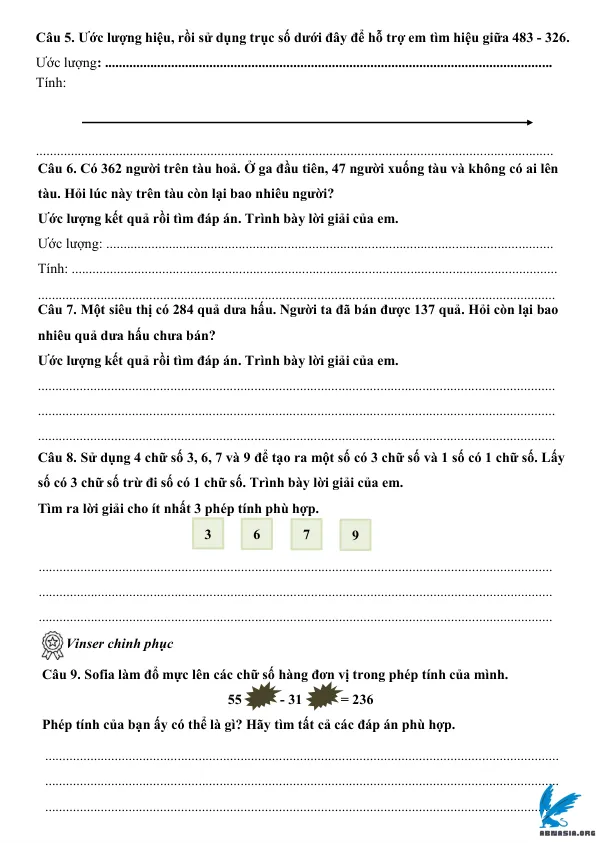 Câu 5. Ước lượng hiệu, rồi sử dụng trục số dưới đây để hỗ trợ em tìm hiệu giữa 483 - 326.
Ước lượng: ....................................................................................................................................
Tính:
....................................................................................................................................................
Câu 6. Có 362 người trên tàu hoả. Ở ga đầu tiên, 47 người xuống tàu và không có ai lên
tàu. Hỏi lúc này trên tàu còn lại bao nhiêu người?
Ước lượng kết quả rồi tìm đáp án. Trình bày lời giải của em.
Ước lượng: ....................................................................................................................................
Tính: ............................................................................................................................................
....................................................................................................................................................
Câu 7. Một siêu thị có 284 quả dưa hấu. Người ta đã bán được 137 quả. Hỏi còn lại bao
nhiêu quả dưa hấu chưa bán?
Ước lượng kết quả rồi tìm đáp án. Trình bày lời giải của em.
....................................................................................................................................................
....................................................................................................................................................
....................................................................................................................................................
Câu 8. Sử dụng 4 chữ số 3, 6, 7 và 9 để tạo ra một số có 3 chữ số và 1 số có 1 chữ số. Lấy
số có 3 chữ số trừ đi số có 1 chữ số. Trình bày lời giải của em.
Tìm ra lời giải cho ít nhất 3 phép tính phù hợp.
3 6 7 9
....................................................................................................................................................
....................................................................................................................................................
....................................................................................................................................................
Vinser chinh phục
Câu 9. Sofia làm đổ mực lên các chữ số hàng đơn vị trong phép tính của mình.
55 - 31 = 236
Phép tính của bạn ấy có thể là gì? Hãy tìm tất cả các đáp án phù hợp.
....................................................................................................................................................
....................................................................................................................................................
....................................................................................................................................................
ABMASIA.ORG